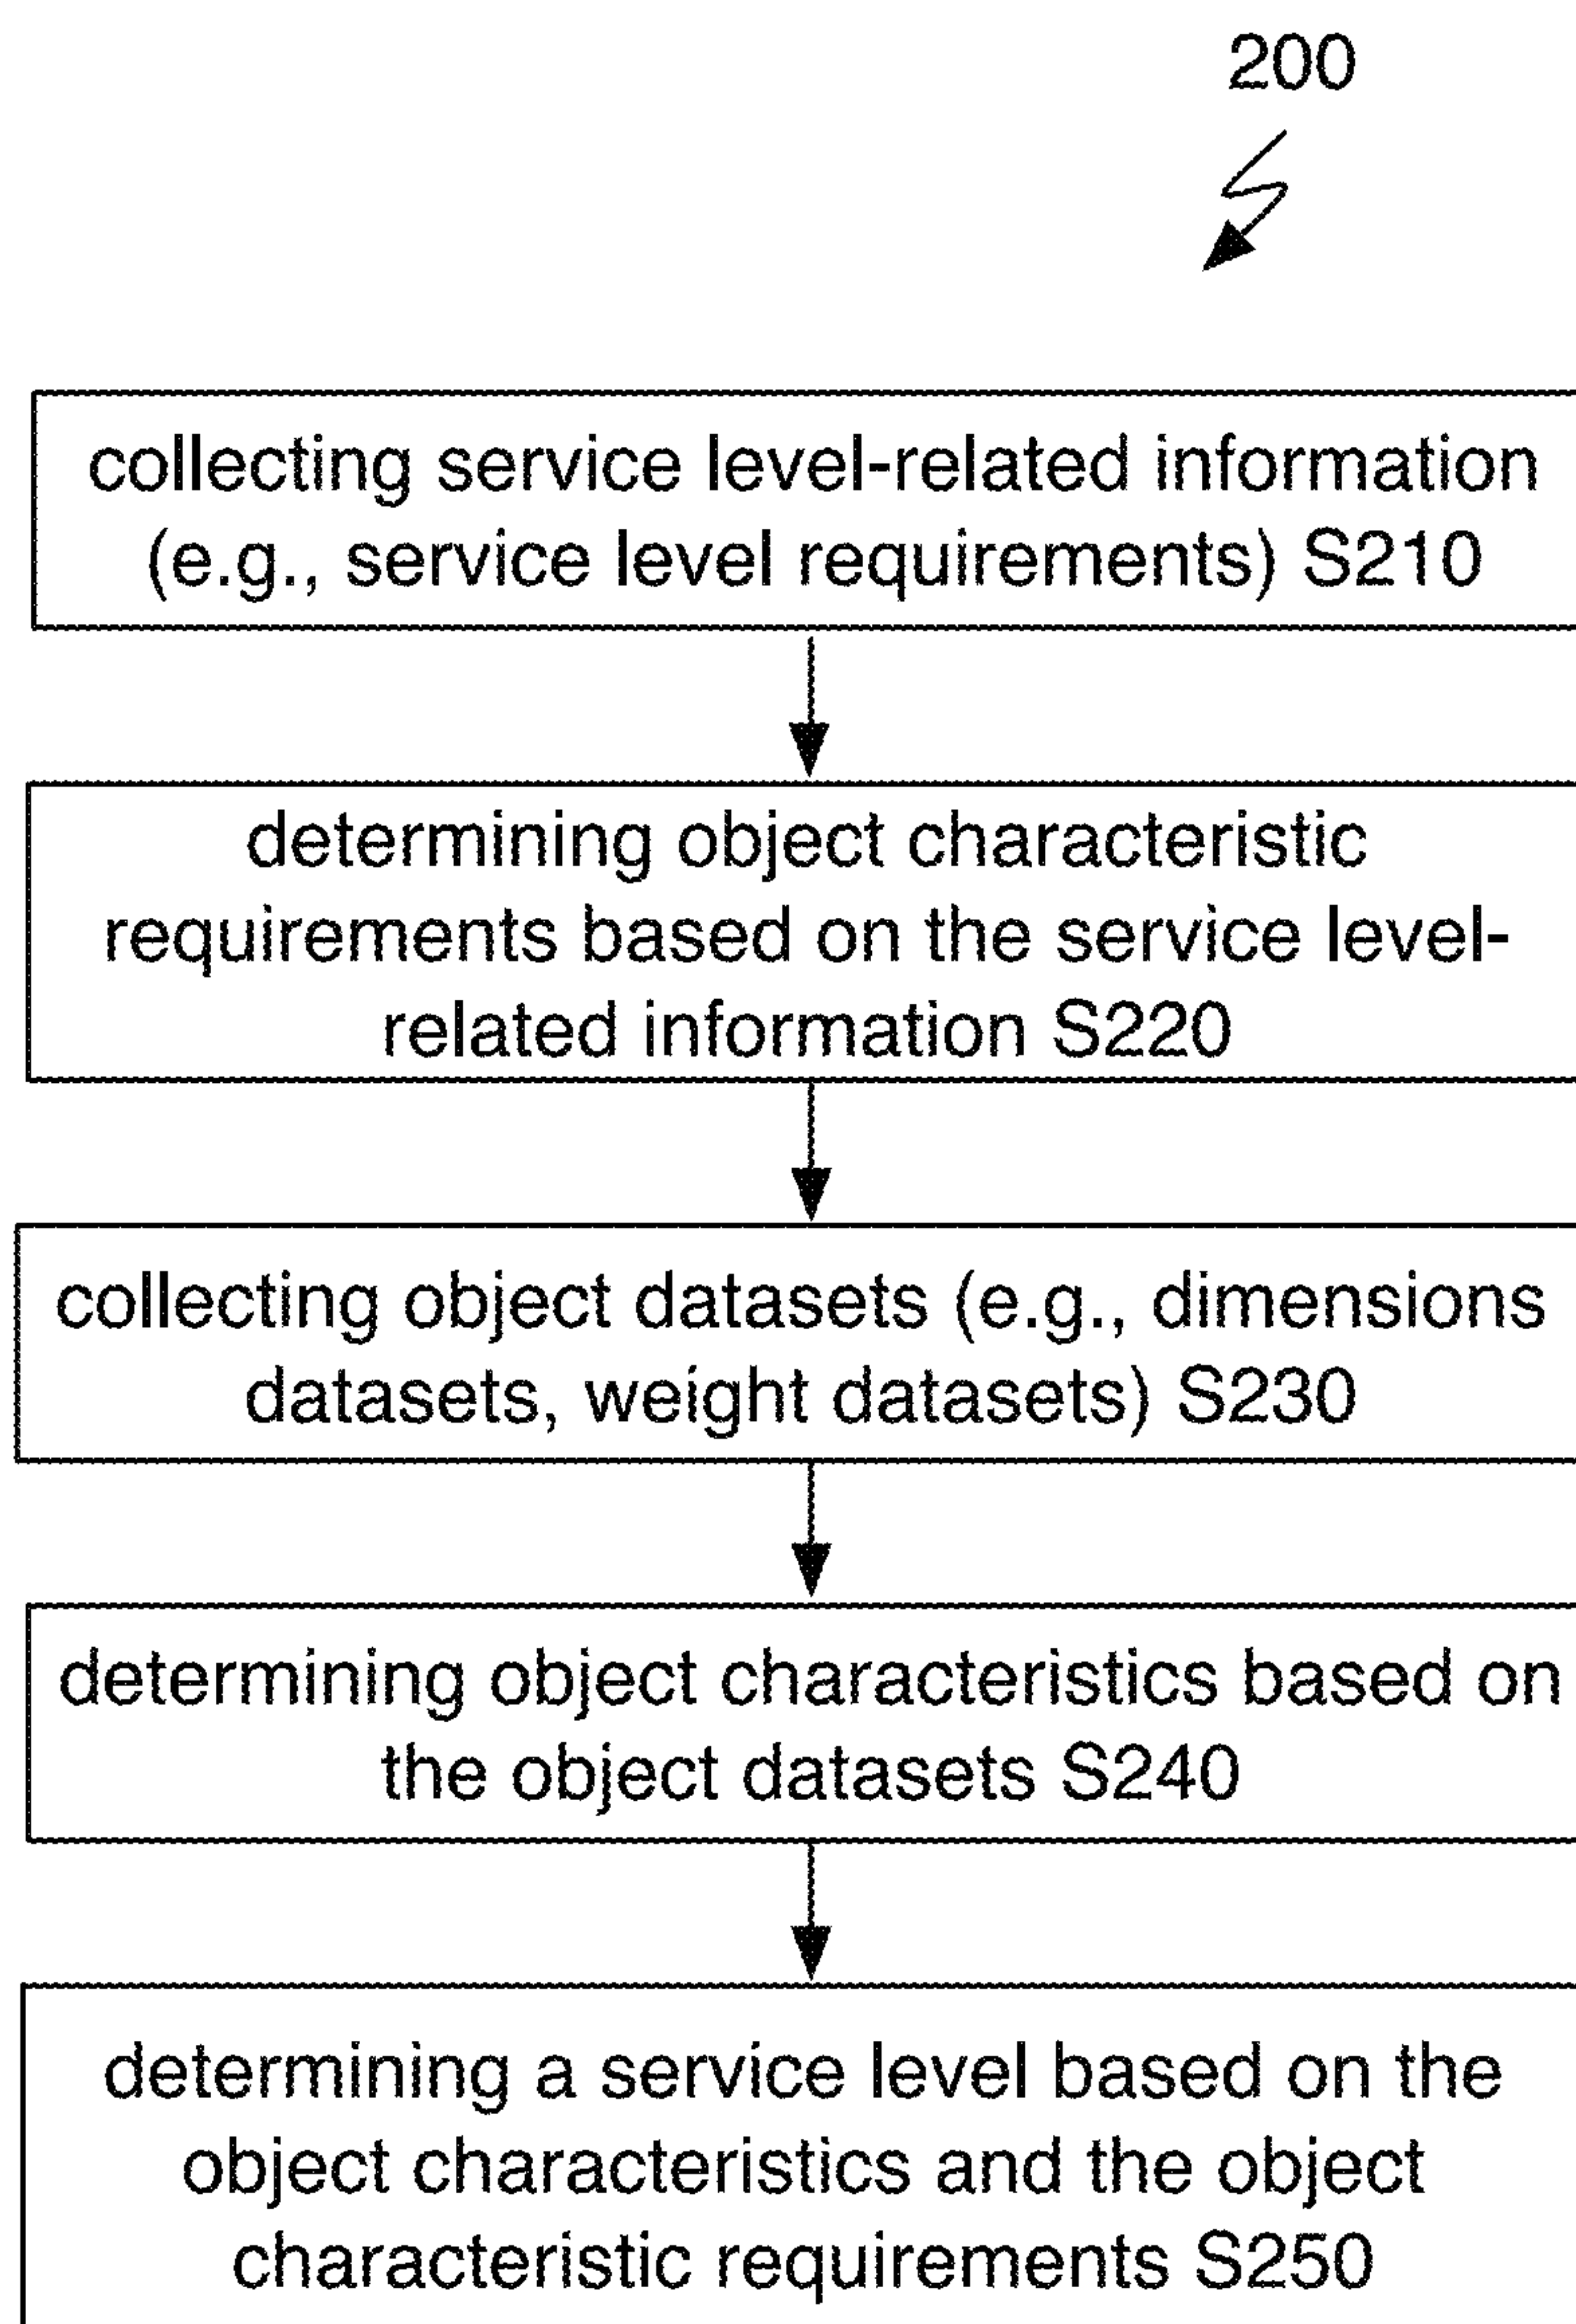 200
collecting service level-related information
(e.g., service level requirements) S210
determining object characteristic
requirements based on the service level-
related information S220
collecting object datasets (e.g., dimensions
datasets, weight datasets) S230
determining object characteristics based on
the object datasets S240
determining a service level based on the
object characteristics and the object
characteristic requirements S250